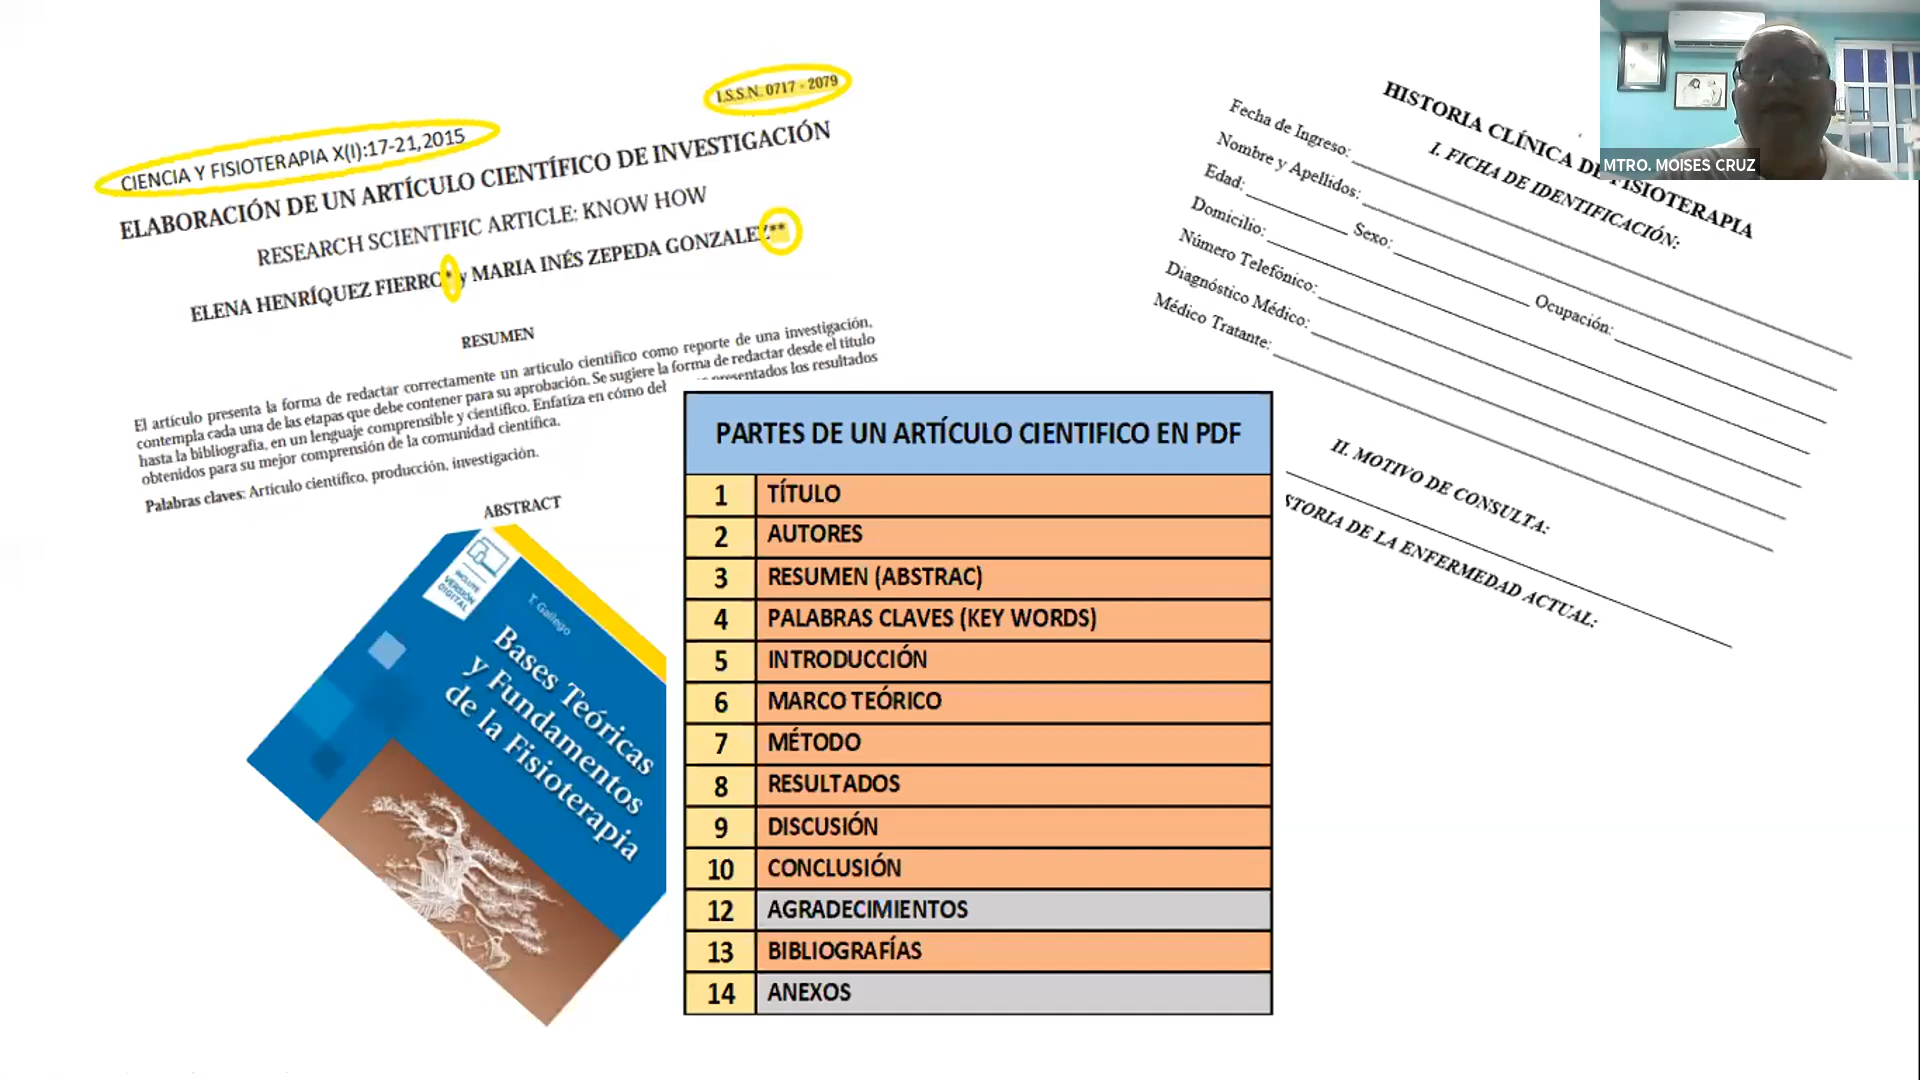 I.S.S.N. 0717 - 2079
CIENCIA Y FISIOTERAPIA X(I):17-21,2015
ELABORACIÓN DE UN ARTÍCULO CIENTÍFICO DE INVESTIGACIÓN
RESEARCH SCIENTIFIC ARTICLE: KNOW HOW
ELENA HENRÍQUEZ FIERRO* y MARIA INÉS ZEPEDA GONZALEZ**
RESUMEN
El artículo presenta la forma de redactar correctamente un artículo científico como reporte de una investigación,
contempla cada una de las etapas que debe contener para su aprobación. Se sugiere la forma de redactar desde el título
hasta la bibliografía, en un lenguaje comprensible y científico. Enfatiza en cómo del presentados los resultados
obtenidos para su mejor comprensión de la comunidad científica.
Palabras claves: Artículo científico, producción, investigación.
ABSTRACT
INCLUYE
VERSIÓN
DIGITAL
T. Gallego
Bases Teóricas
y Fundamentos
de la Fisioterapia
PARTES DE UN ARTÍCULO CIENTIFICO EN PDF
1 TÍTULO
2 AUTORES
3 RESUMEN (ABSTRAC)
4 PALABRAS CLAVES (KEY WORDS)
5 INTRODUCCIÓN
6 MARCO TEÓRICO
7 MÉTODO
8 RESULTADOS
9 DISCUSIÓN
10 CONCLUSIÓN
12 AGRADECIMIENTOS
13 BIBLIOGRAFÍAS
14 ANEXOS
HISTORIA CLÍNICA DE FISIOTERAPIA
I. FICHA DE IDENTIFICACIÓN:
Fecha de Ingreso:
Nombre y Apellidos:
Edad: Sexo: Ocupación:
Domicilio:
Número Telefónico:
Diagnóstico Médico:
Médico Tratante:
II. MOTIVO DE CONSULTA:
STORIA DE LA ENFERMEDAD ACTUAL:
MTRO. MOISES CRUZ